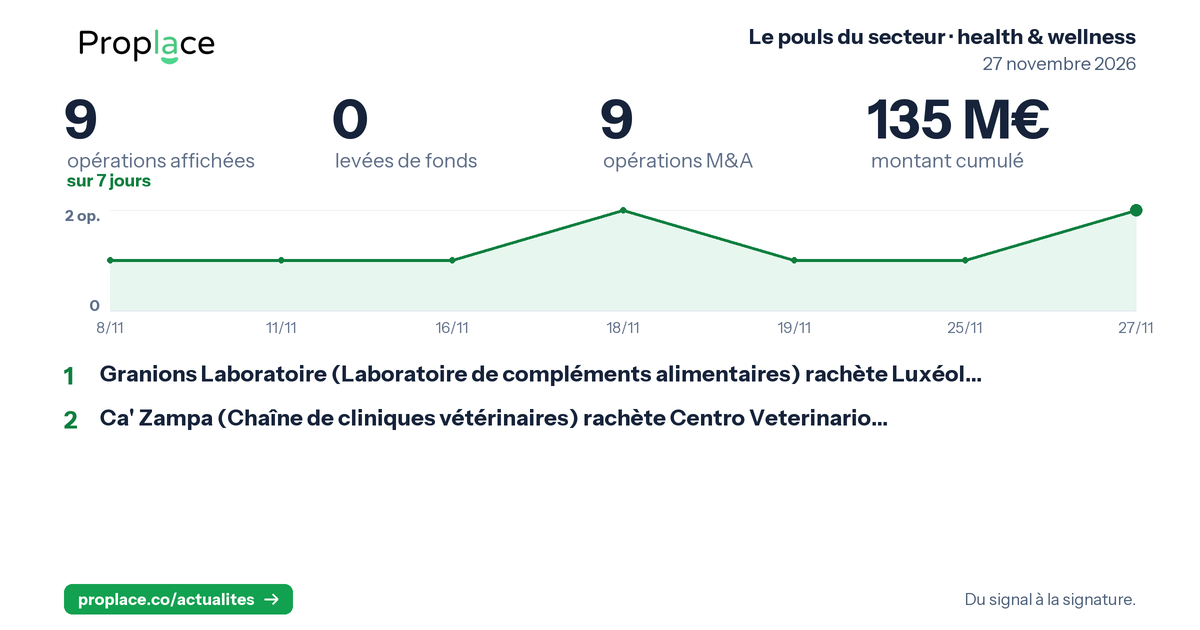 Proplace
Le pouls du secteur · health & wellness
27 novembre 2026
9
opérations affichées
sur 7 jours
0
levées de fonds
9
opérations M&A
135 M€
montant cumulé
2 op.
0
8/11
11/11
16/11
18/11
19/11
25/11
27/11
1 Granions Laboratoire (Laboratoire de compléments alimentaires) rachète Luxéol...
2 Ca' Zampa (Chaîne de cliniques vétérinaires) rachète Centro Veterinario...
proplace.co/actualites →
Du signal à la signature.